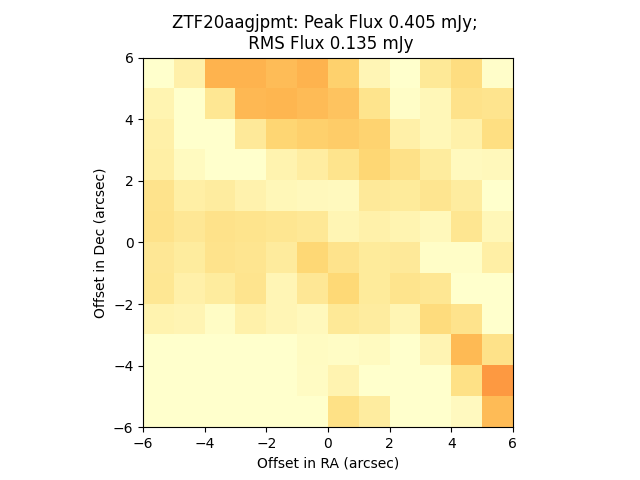 ZTF20aagjpmt: Peak Flux 0.405 mJy;
RMS Flux 0.135 mJy
6
4
2
0
−2
−4
−6
Offset in Dec (arcsec)
−6 −4 −2 0 2 4 6
Offset in RA (arcsec)